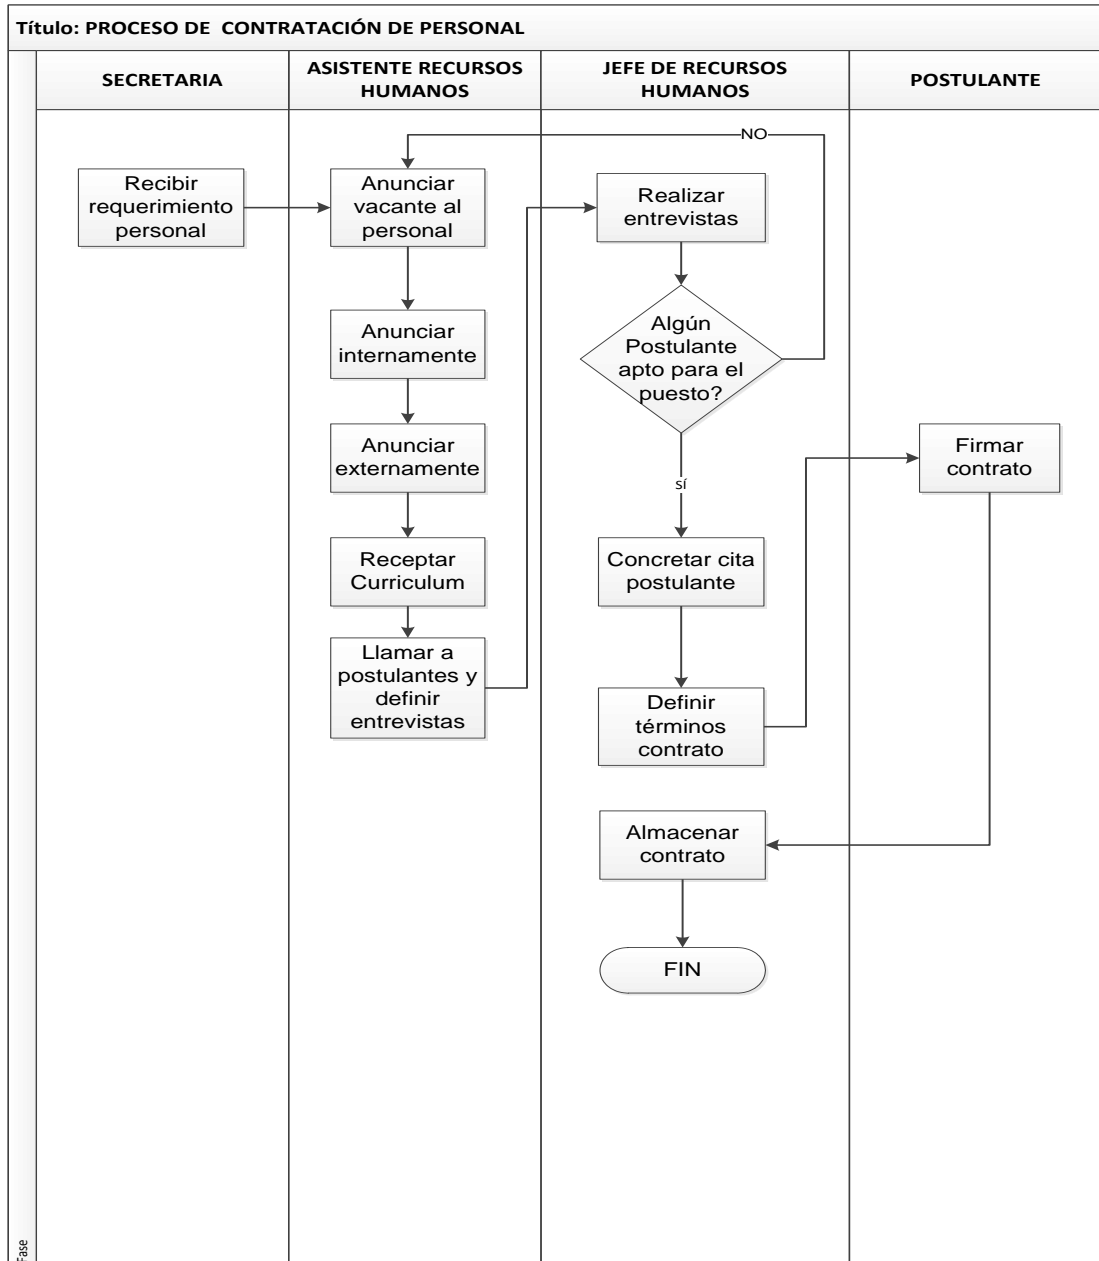 Título: PROCESO DE  CONTRATACIÓN DE PERSONAL
SECRETARIA
ASISTENTE RECURSOS
HUMANOS
JEFE DE RECURSOS
HUMANOS
POSTULANTE
NO
Recibir
requerimiento
personal
Anunciar
vacante al
personal
Realizar
entrevistas
Anunciar
internamente
Algún
Postulante
apto para el
puesto?
Anunciar
externamente
Firmar
contrato
sí
Receptar
Curriculum
Concretar cita
postulante
Llamar a
postulantes y
definir
entrevistas
Definir
términos
contrato
Almacenar
contrato
FIN
Fase